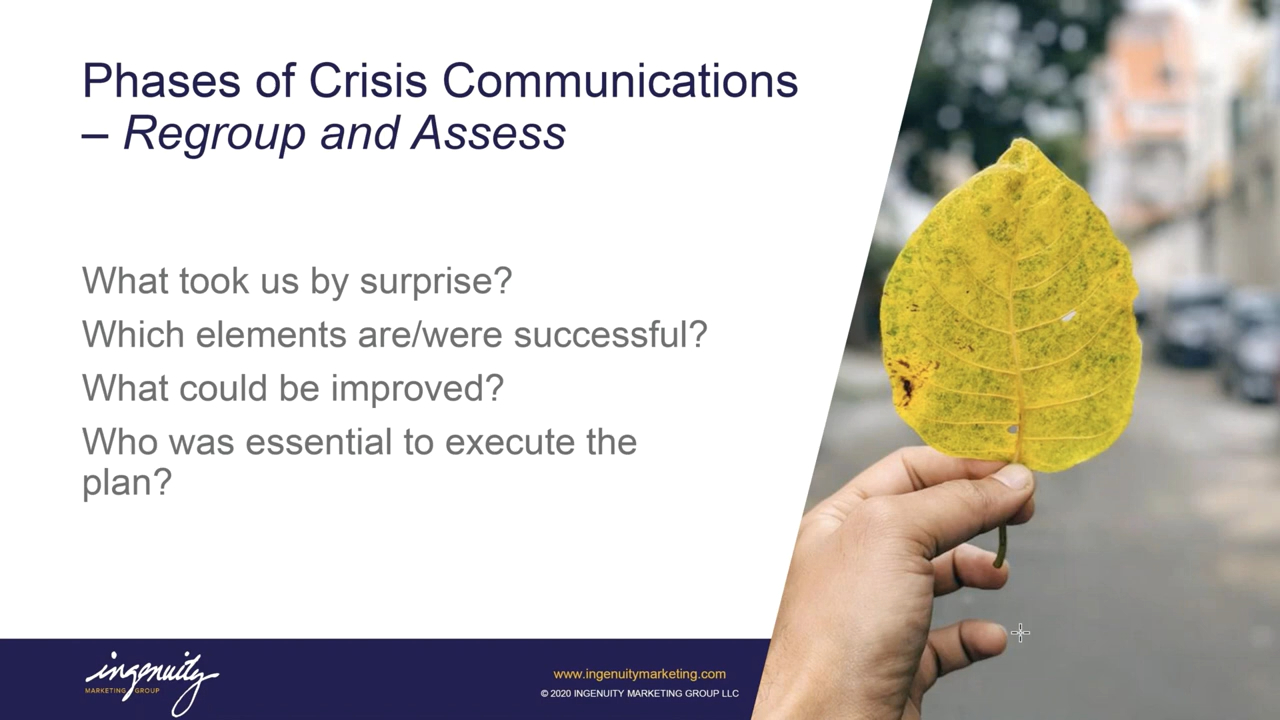 Phases of Crisis Communications
– Regroup and Assess
What took us by surprise?
Which elements are/were successful?
What could be improved?
Who was essential to execute the
plan?
ingenuity
MARKETING GROUP
www.ingenuitymarketing.com
© 2020 INGENUITY MARKETING GROUP LLC